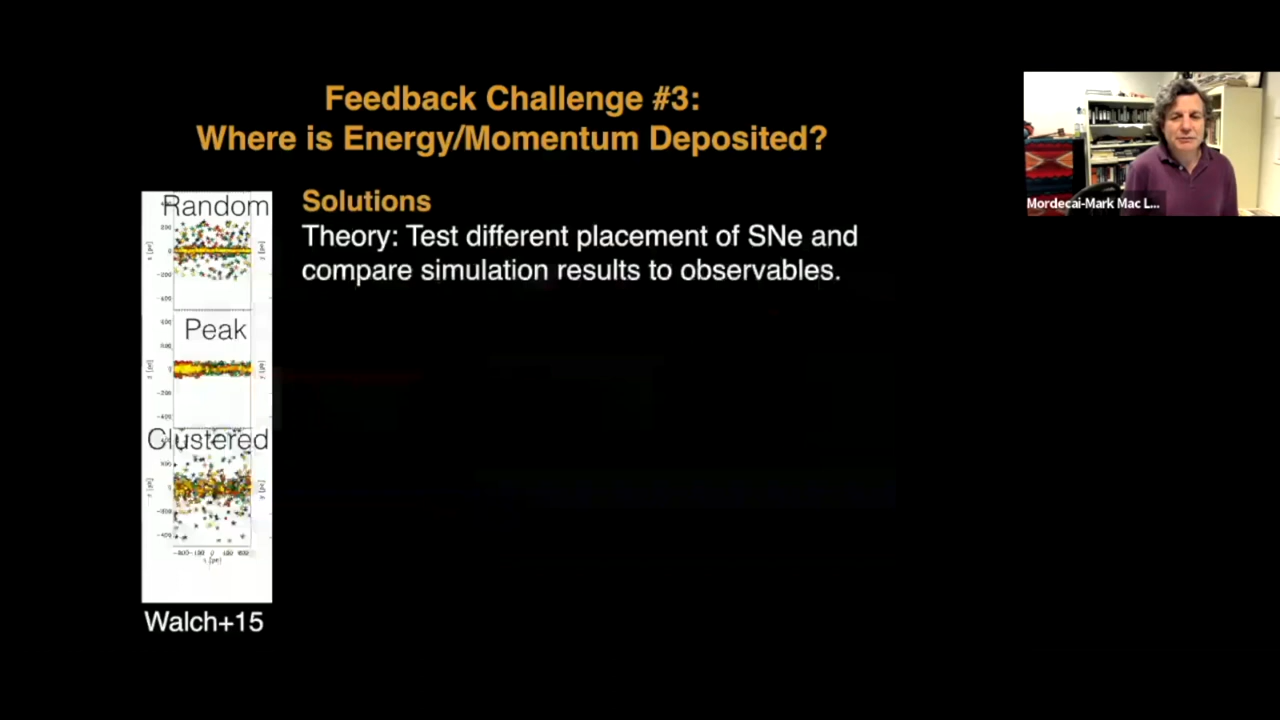 Feedback Challenge #3:
Where is Energy/Momentum Deposited?
Random
Peak
Clustered
Walch+15
Solutions
Theory: Test different placement of SNe and
compare simulation results to observables.
Mordecai-Mark Mac L...